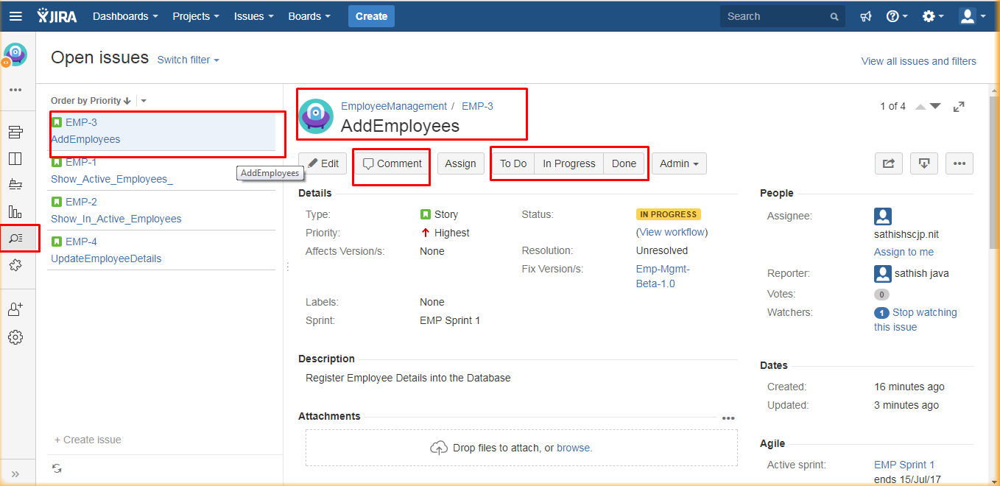 JIRA Dashboards Projects Issues Boards Create Search
Open issues Switch filter
View all issues and filters
Order by Priority
EMP-3
AddEmployees
EMP-1
Show_Active_Employees_
EMP-2
Show_In_Active_Employees
EMP-4
UpdateEmployeeDetails
+ Create issue
AddEmployees
EmployeeManagement / EMP-3
AddEmployees
1 of 4
Edit Comment Assign To Do In Progress Done Admin
Details
Type: Story
Priority: Highest
Affects Version/s: None
Labels: None
Sprint: EMP Sprint 1
Status: IN PROGRESS
(View workflow)
Resolution: Unresolved
Fix Version/s: Emp-Mgmt-
Beta-1.0
Description
Register Employee Details into the Database
Attachments
Drop files to attach, or browse.
People
Assignee:
sathishscjp.nit
Assign to me
Reporter: sathish java
Votes: 0
Watchers: 1 Stop watching
this issue
Dates
Created: 16 minutes ago
Updated: 3 minutes ago
Agile
Active sprint: EMP Sprint 1
ends 15/Jul/17